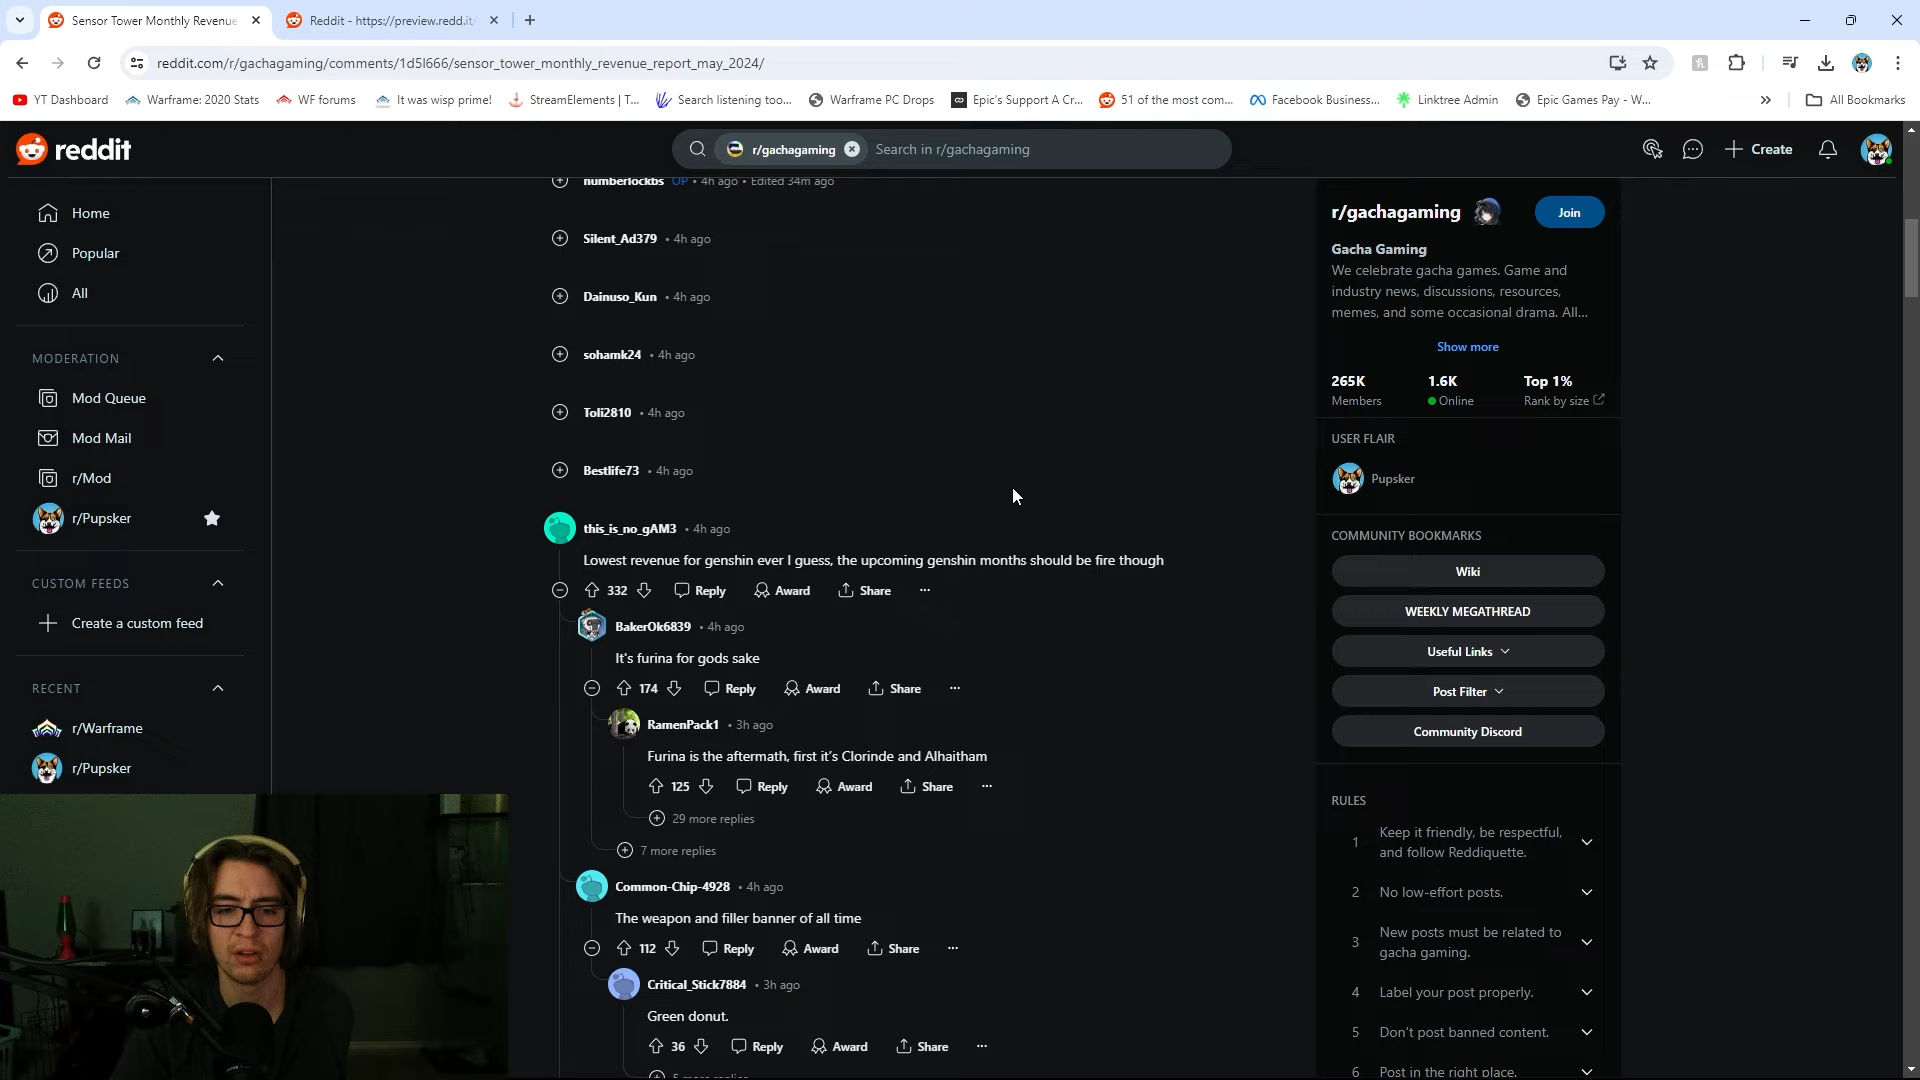 Sensor Tower Monthly Revenue
Reddit - https://preview.redd.it/
reddit.com/r/gachagaming/comments/1d5l666/sensor_tower_monthly_revenue_report_may_2024/
YT Dashboard
Warframe: 2020 Stats
WF forums
It was wisp prime!
StreamElements | T...
Search listening too...
Warframe PC Drops
Epic's Support A Cr...
51 of the most com...
Facebook Business...
Linktree Admin
Epic Games Pay - W...
All Bookmarks
reddit
r/gachagaming
Search in r/gachagaming
Create
Home
Popular
All
MODERATION
Mod Queue
Mod Mail
r/Mod
r/Pupsker
CUSTOM FEEDS
Create a custom feed
RECENT
r/Warframe
r/Pupsker
numberlockbs OP • 4h ago • Edited 34m ago
Silent_Ad379 • 4h ago
Dainuso_Kun • 4h ago
sohamk24 • 4h ago
Toli2810 • 4h ago
Bestlife73 • 4h ago
this_is_no_gAM3 • 4h ago
Lowest revenue for genshin ever I guess, the upcoming genshin months should be fire though
332 Reply Award Share ...
BakerOk6839 • 4h ago
It's furina for gods sake
174 Reply Award Share ...
RamenPack1 • 3h ago
Furina is the aftermath, first it's Clorinde and Alhaitham
125 Reply Award Share ...
29 more replies
7 more replies
Common-Chip-4928 • 4h ago
The weapon and filler banner of all time
112 Reply Award Share ...
Critical_Stick7884 • 3h ago
Green donut.
36 Reply Award Share ...
5 more replies
r/gachagaming
Join
Gacha Gaming
We celebrate gacha games. Game and
industry news, discussions, resources,
memes, and some occasional drama. All...
Show more
265K 1.6K Top 1%
Members Online Rank by size
USER FLAIR
Pupsker
COMMUNITY BOOKMARKS
Wiki
WEEKLY MEGATHREAD
Useful Links
Post Filter
Community Discord
RULES
1 Keep it friendly, be respectful,
and follow Reddiquette.
2 No low-effort posts.
3 New posts must be related to
gacha gaming.
4 Label your post properly.
5 Don't post banned content.
6 Post in the right place.